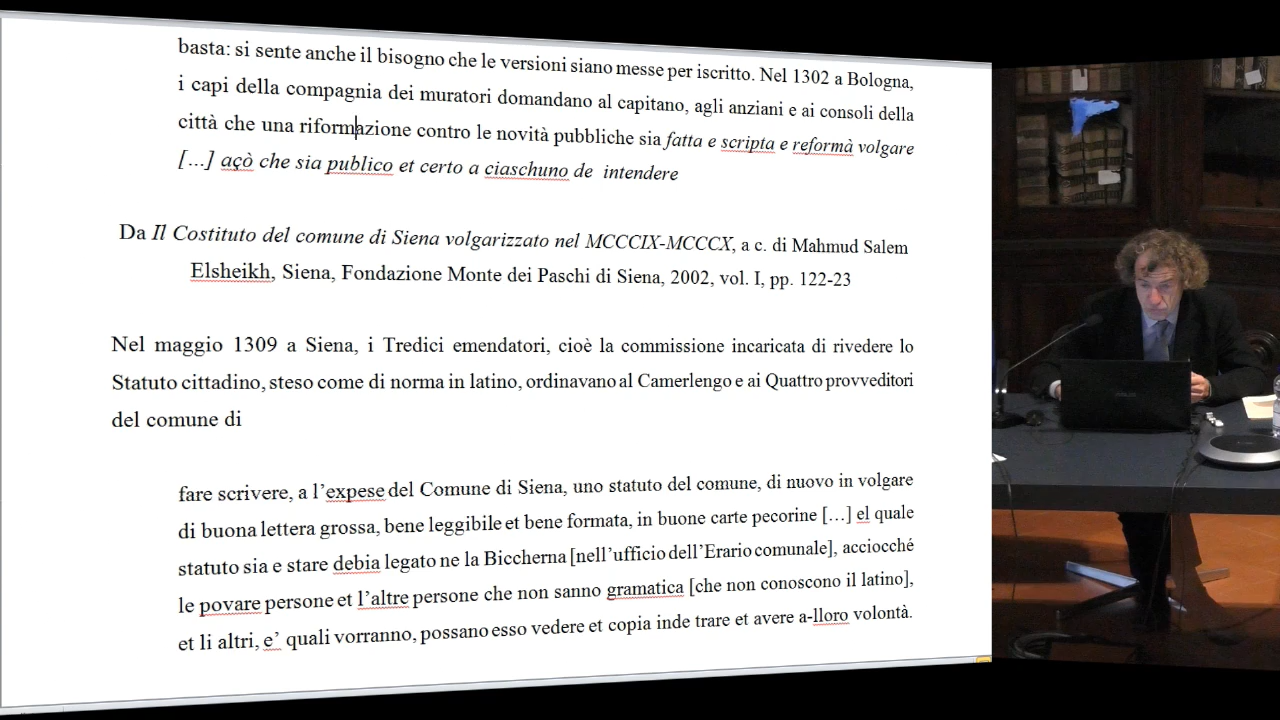 basta: si sente anche il bisogno che le versioni siano messe per iscritto. Nel 1302 a Bologna,
i capi della compagnia dei muratori domandano al capitano, agli anziani e ai consoli della
città che una riformazione contro le novità pubbliche sia fatta e scripta e reformà volgare
[…] açò che sia publico et certo a ciaschuno de intendere
Da Il Costituto del comune di Siena volgarizzato nel MCCCIX-MCCCX, a c. di Mahmud Salem
Elsheikh, Siena, Fondazione Monte dei Paschi di Siena, 2002, vol. I, pp. 122-23
Nel maggio 1309 a Siena, i Tredici emendatori, cioè la commissione incaricata di rivedere lo
Statuto cittadino, steso come di norma in latino, ordinavano al Camerlengo e ai Quattro provveditori
del comune di
fare scrivere, a l’expese del Comune di Siena, uno statuto del comune, di nuovo in volgare
di buona lettera grossa, bene leggibile et bene formata, in buone carte pecorine […] el quale
statuto sia e stare debia legato ne la Biccherna [nell’ufficio dell’Erario comunale], acciocché
le povare persone et l’altre persone che non sanno gramatica [che non conoscono il latino],
et li altri, e’ quali vorranno, possano esso vedere et copia inde trare et avere a-lloro volontà.